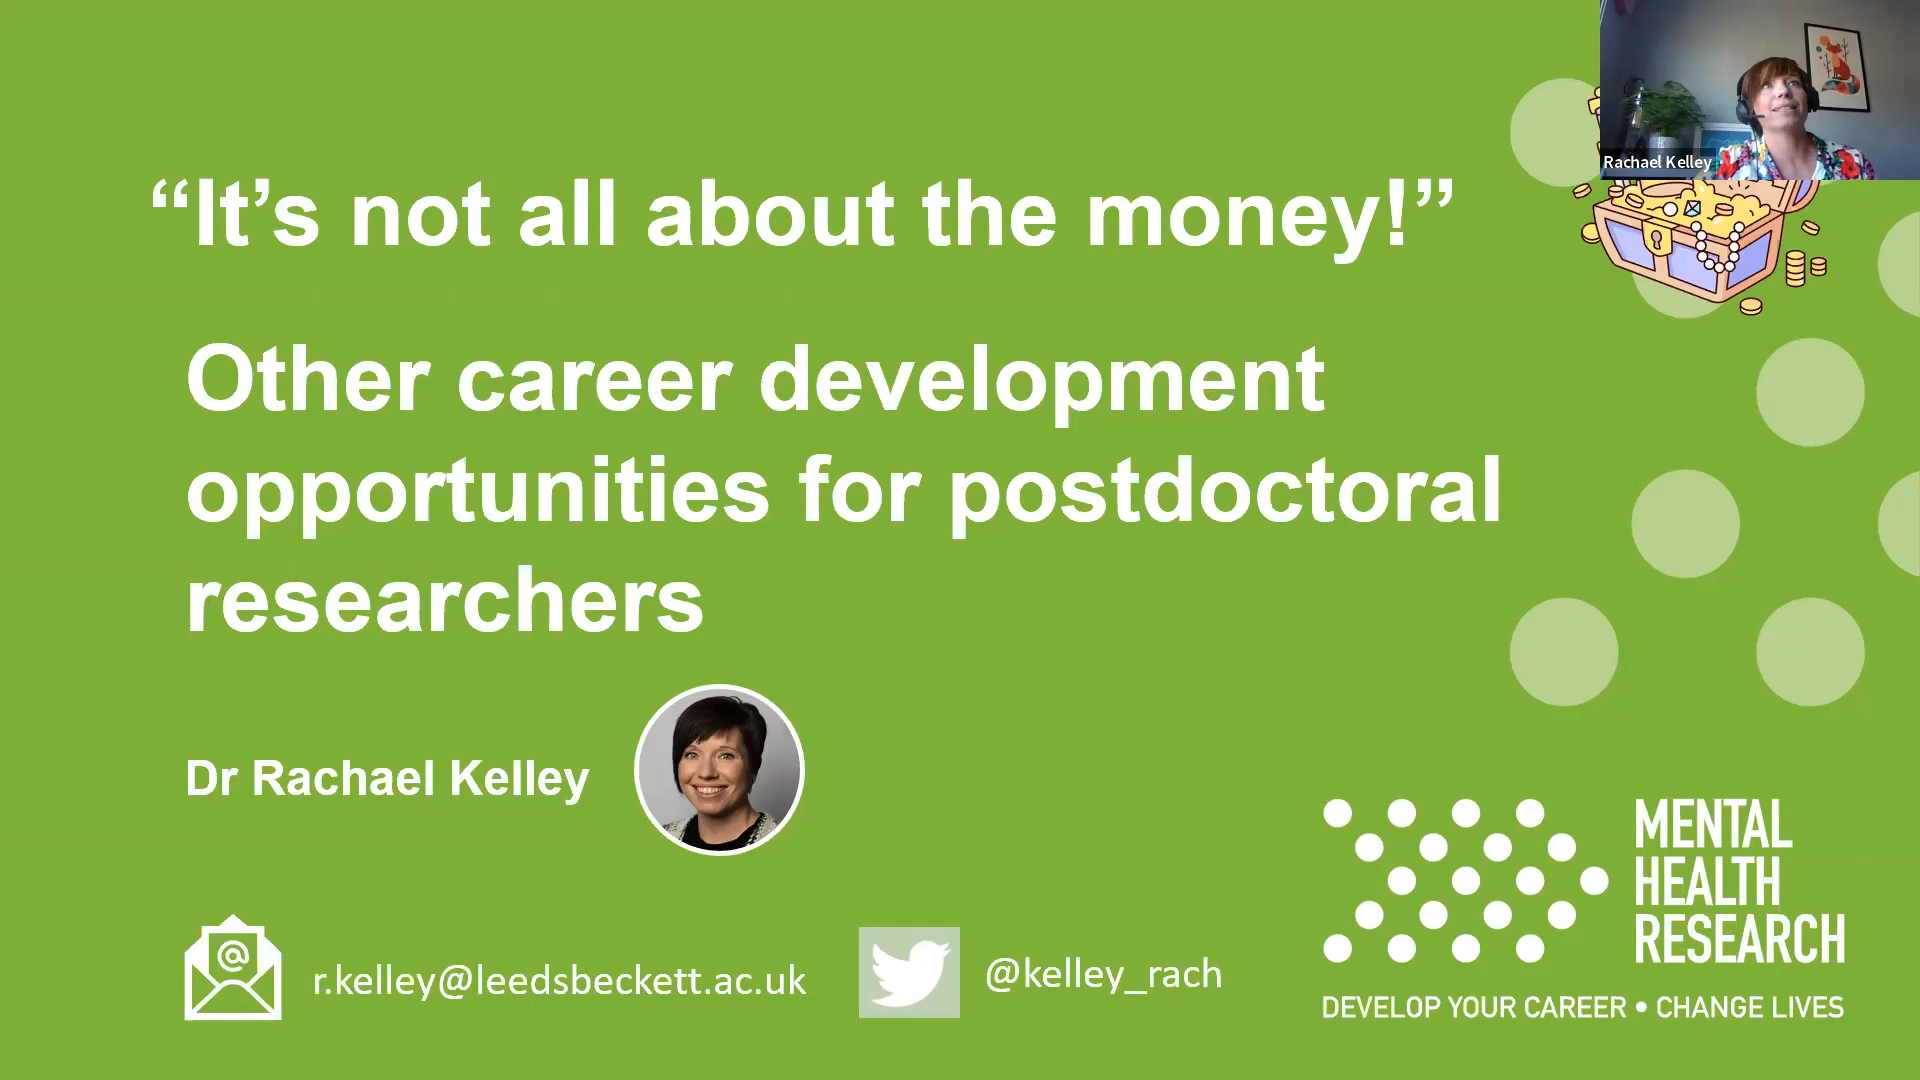 Rachael Kelley
“It’s not all about the money!”
Other career development
opportunities for postdoctoral
researchers
Dr Rachael Kelley
r.kelley@leedsbeckett.ac.uk
@kelley_rach
MENTAL
HEALTH
RESEARCH
DEVELOP YOUR CAREER • CHANGE LIVES